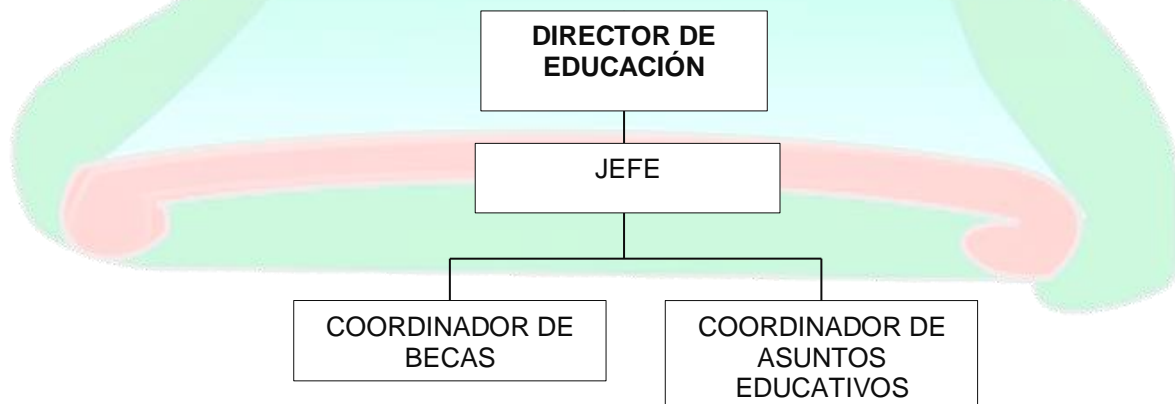 DIRECTOR DE
EDUCACIÓN
JEFE
COORDINADOR DE
BECAS
COORDINADOR DE
ASUNTOS
EDUCATIVOS